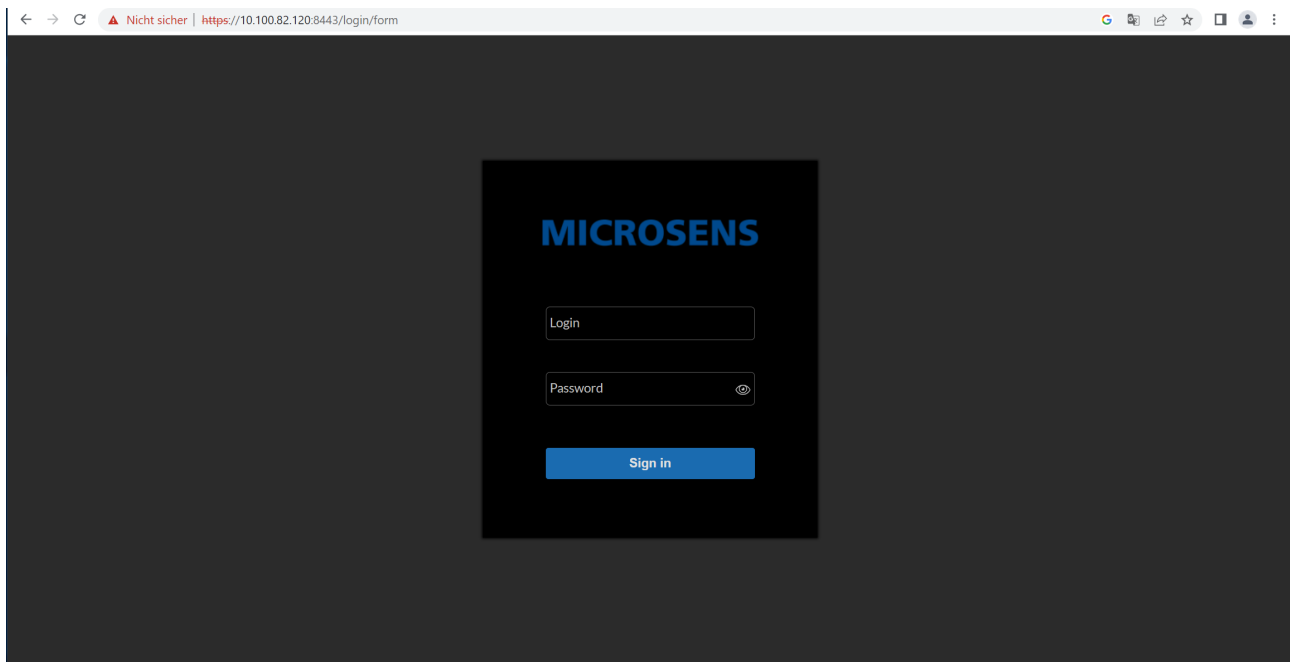 Nicht sicher | https://10.100.82.120:8443/login/form
MICROSENS
Login
Password
Sign in